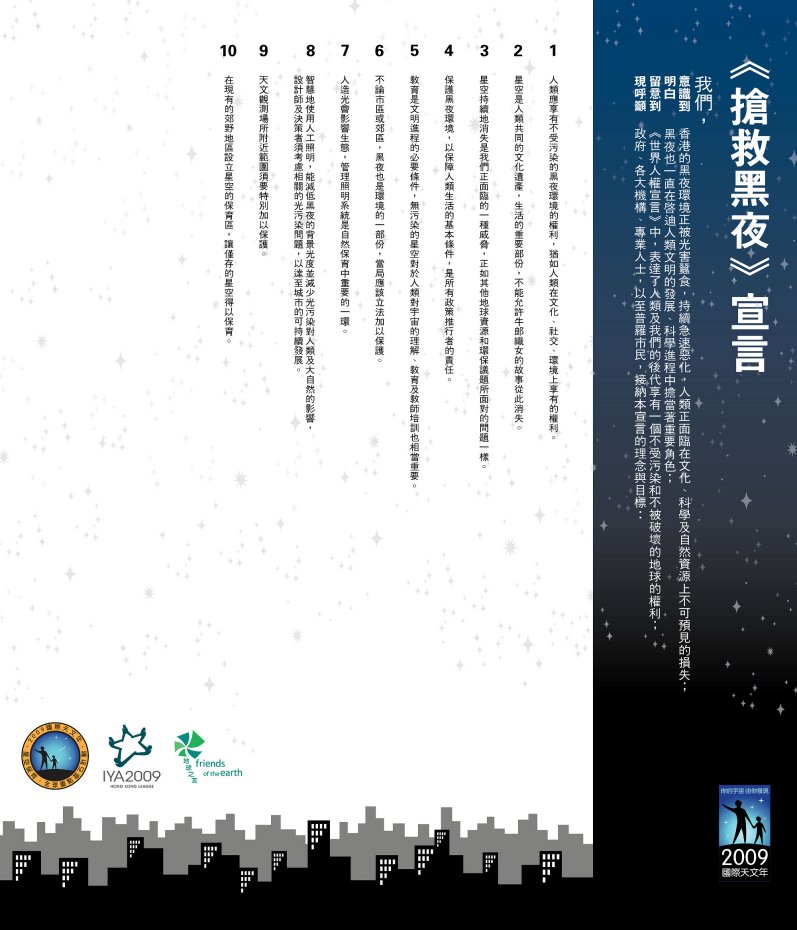 《搶救黑夜》宣言
我們，
意識到 香港的黑夜環境正被光害蠶食，持續急速惡化，人類正面臨在文化、科學及自然資源上不可預見的損失；
明白 黑夜也一直在啓迪人類文明的發展、科學進程中擔當著重要角色；
留意到 《世界人權宣言》中，表達了人類及我們的後代享有一個不受污染和不被破壞的地球的權利；
現呼籲 政府、各大機構、專業人士，以至普羅市民，接納本宣言的理念與目標：
1 人類應享有不受污染的黑夜環境的權利，猶如人類在文化、社交、環境上享有的權利。
2 星空是人類共同的文化遺產，生活的重要部份，不能允許牛郎織女的故事從此消失。
3 星空持續地消失是我們正面臨的一種威脅，正如其他地球資源和環保議題所面對的問題一樣。
4 保護黑夜環境，以保障人類生活的基本條件，是所有政策推行者的責任。
5 敎育是文明進程的必要條件，無污染的星空對於人類對宇宙的理解、敎育及敎師培訓也相當重要。
6 不論市區或郊區，黑夜也是環境的一部份，當局應該立法加以保護。
7 人造光會影響生態，管理照明系統是自然保育中重要的一環。
8 智慧地使用人工照明，能減低黑夜的背景光度並減少光污染對人類及大自然的影響，
設計師及決策者須考慮相關的光污染問題，以達至城市的可持續發展。
9 天文觀測場所附近範圍須要特別加以保護。
10 在現有的郊野地區設立星空的保育區，讓僅存的星空得以保育。
IYA2009
HONG KONG LEAGUE
地球之友
friends
of the earth
你的宇宙 由你發現
2009
國際天文年